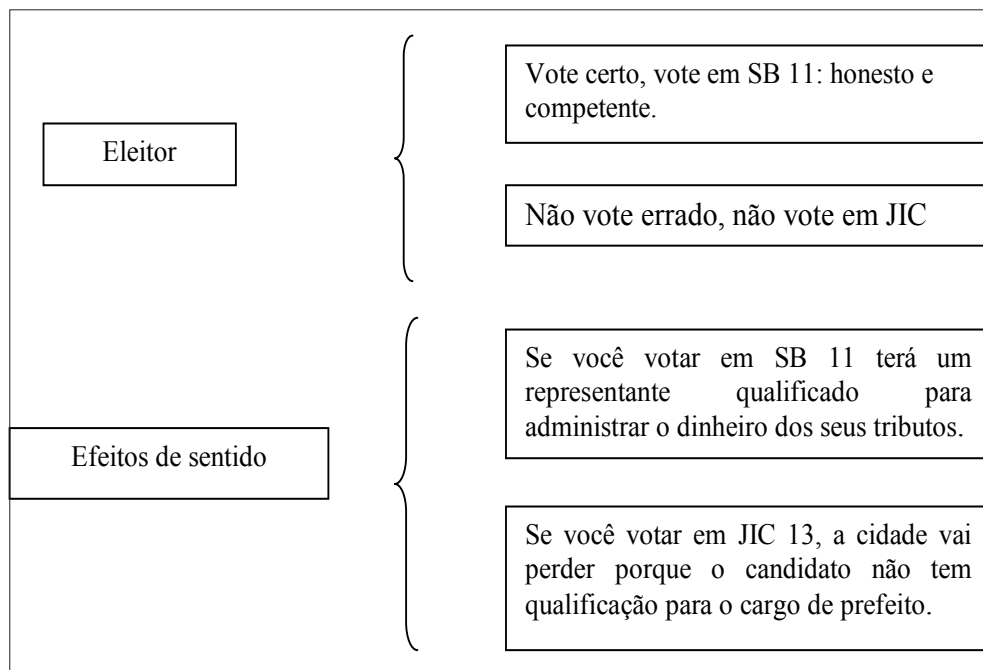 Eleitor
Vote certo, vote em SB 11: honesto e
competente.
Não vote errado, não vote em JIC
Efeitos de sentido
Se você votar em SB 11 terá um
representante qualificado para
administrar o dinheiro dos seus tributos.
Se você votar em JIC 13, a cidade vai
perder porque o candidato não tem
qualificação para o cargo de prefeito.